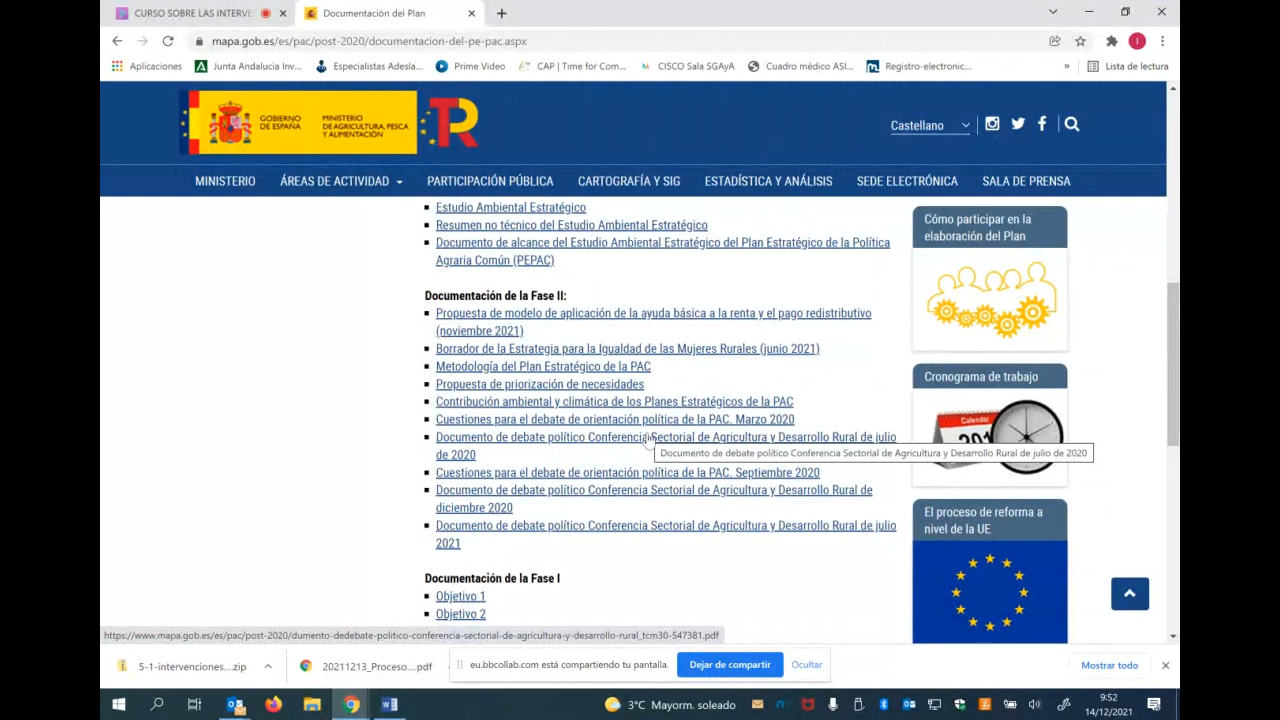 CURSO SOBRE LAS INTERVE
Documentación del Plan
mapa.gob.es/es/pac/post-2020/documentacion-del-pe-pac.aspx
Aplicaciones
Junta Andalucia Inv...
Especialistas Adesla...
Prime Video
CAP | Time for Com...
CISCO Sala SGAyA
Cuadro médico ASI...
Registro-electronic...
»
Lista de lectura
GOBIERNO
DE ESPAÑA
MINISTERIO
DE AGRICULTURA, PESCA
Y ALIMENTACIÓN
Castellano
MINISTERIO
ÁREAS DE ACTIVIDAD
PARTICIPACIÓN PÚBLICA
CARTOGRAFÍA Y SIG
ESTADÍSTICA Y ANÁLISIS
SEDE ELECTRÓNICA
SALA DE PRENSA
Estudio Ambiental Estratégico
Resumen no técnico del Estudio Ambiental Estratégico
Documento de alcance del Estudio Ambiental Estratégico del Plan Estratégico de la Política
Agraria Común (PEPAC)
Documentación de la Fase II:
Propuesta de modelo de aplicación de la ayuda básica a la renta y el pago redistributivo
(noviembre 2021)
Borrador de la Estrategia para la Igualdad de las Mujeres Rurales (junio 2021)
Metodología del Plan Estratégico de la PAC
Propuesta de priorización de necesidades
Contribución ambiental y climática de los Planes Estratégicos de la PAC
Cuestiones para el debate de orientación política de la PAC. Marzo 2020
Documento de debate político Conferencia Sectorial de Agricultura y Desarrollo Rural de julio
de 2020
Documento de debate político Conferencia Sectorial de Agricultura y Desarrollo Rural de julio de 2020
Cuestiones para el debate de orientación política de la PAC. Septiembre 2020
Documento de debate político Conferencia Sectorial de Agricultura y Desarrollo Rural de
diciembre 2020
Documento de debate político Conferencia Sectorial de Agricultura y Desarrollo Rural de julio
2021
Documentación de la Fase I
Objetivo 1
Objetivo 2
Cómo participar en la
elaboración del Plan
Cronograma de trabajo
Calendar
El proceso de reforma a
nivel de la UE
https://www.mapa.gob.es/es/pac/post-2020/dumento-dedebate-politico-conferencia-sectorial-de-agricultura-y-desarrollo-rural_tcm30-547381.pdf
5-1-intervenciones....zip
20211213_Proceso....pdf
eu.bbcollab.com está compartiendo tu pantalla.
Dejar de compartir
Ocultar
Mostrar todo
3°C Mayorm. soleado
9:52
14/12/2021